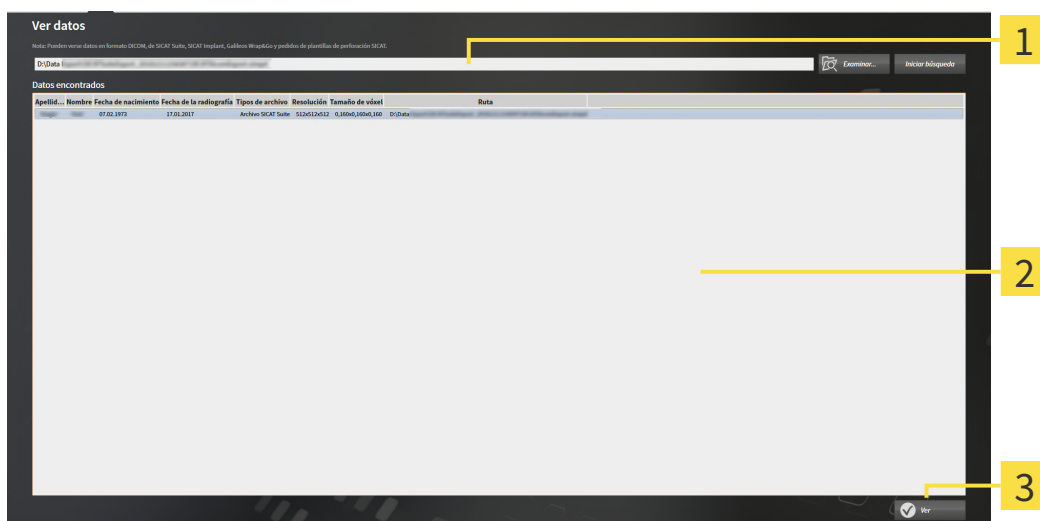 Ver datos
Nota: Pueden verse datos en formato DICOM, de SICAT Suite, SICAT Implant, Galileos Wrap&Go y pedidos de plantillas de perforación SICAT.
1
D:\Data
Examinar...
Iniciar búsqueda
Datos encontrados
Apellid... Nombre Fecha de nacimiento Fecha de la radiografía Tipos de archivo Resolución Tamaño de vóxel Ruta
07.02.1973 17.01.2017 Archivo SICAT Suite 512x512x512 0,160x0,160x0,160 D:\Data
2
3
Ver